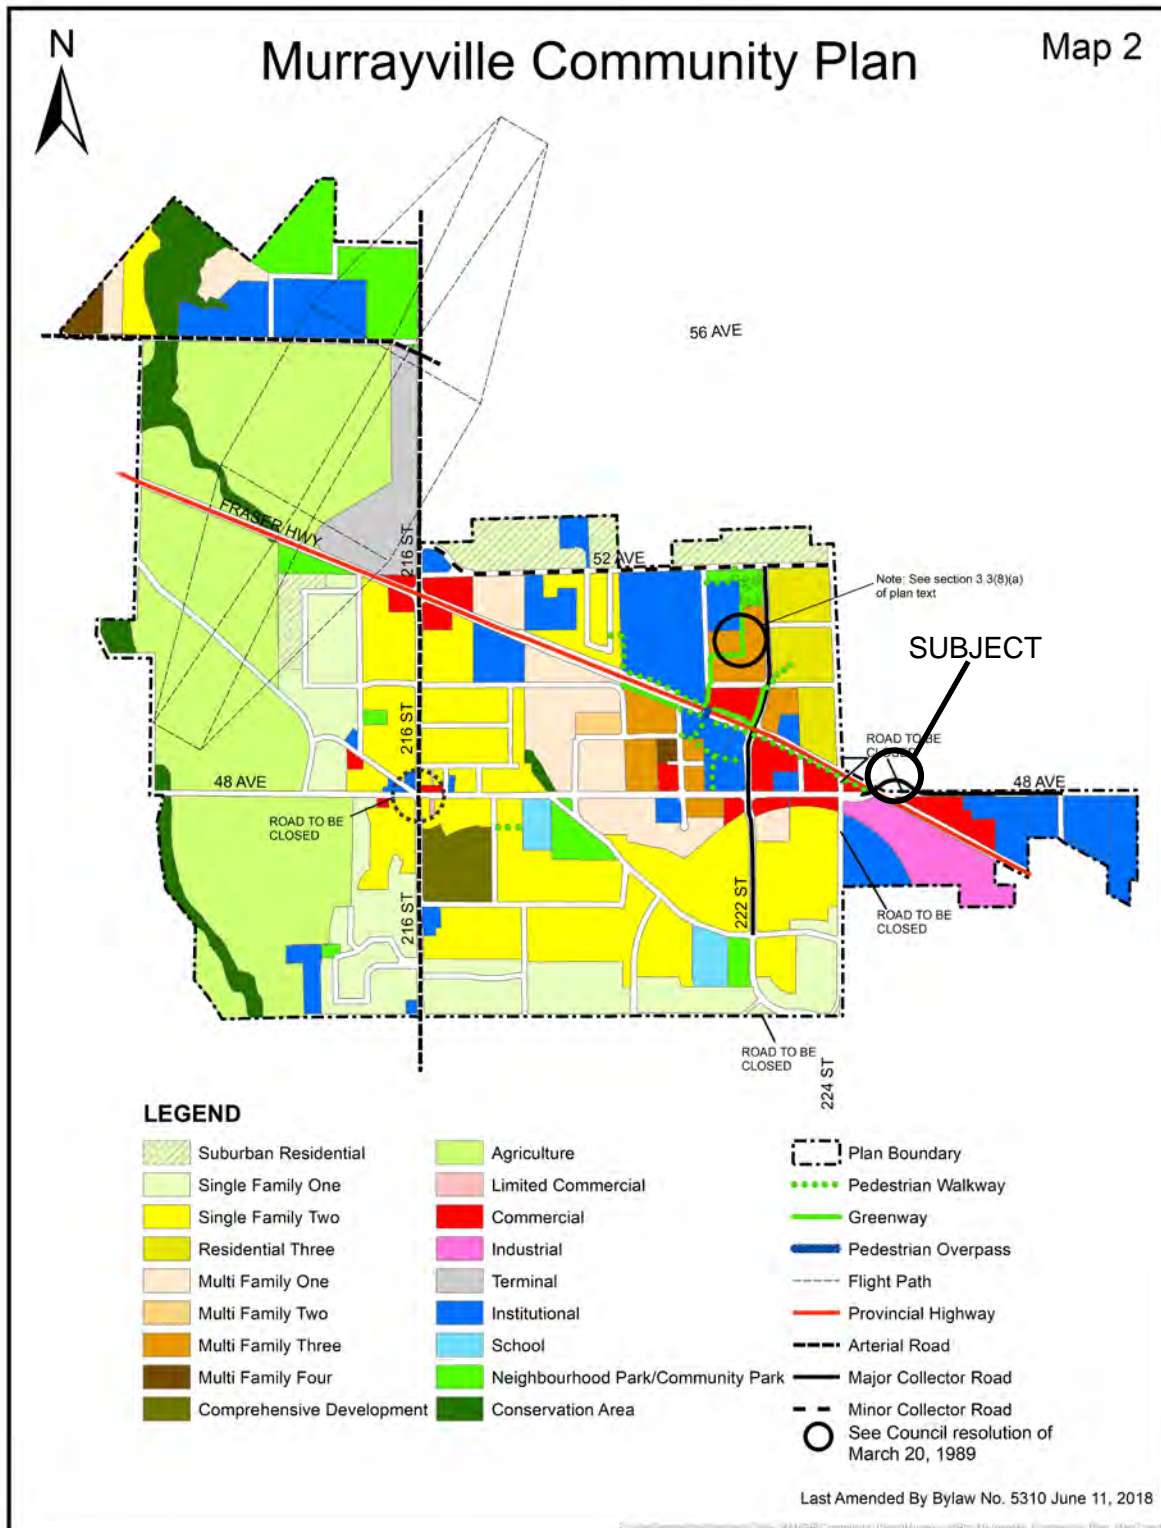 N
Murrayville Community Plan
Map 2
56 AVE
FRASER HWY
216 ST
52 AVE
Note: See section 3.3(8)(a)
of plan text
SUBJECT
216 ST
ROAD TO BE
CLOSED
48 AVE
48 AVE
ROAD TO BE
CLOSED
216 ST
222 ST
ROAD TO BE
CLOSED
ROAD TO BE
CLOSED
224 ST
LEGEND
Suburban Residential
Single Family One
Single Family Two
Residential Three
Multi Family One
Multi Family Two
Multi Family Three
Multi Family Four
Comprehensive Development
Agriculture
Limited Commercial
Commercial
Industrial
Terminal
Institutional
School
Neighbourhood Park/Community Park
Conservation Area
Plan Boundary
Pedestrian Walkway
Greenway
Pedestrian Overpass
Flight Path
Provincial Highway
Arterial Road
Major Collector Road
Minor Collector Road
See Council resolution of
March 20, 1989
Last Amended By Bylaw No. 5310 June 11, 2018